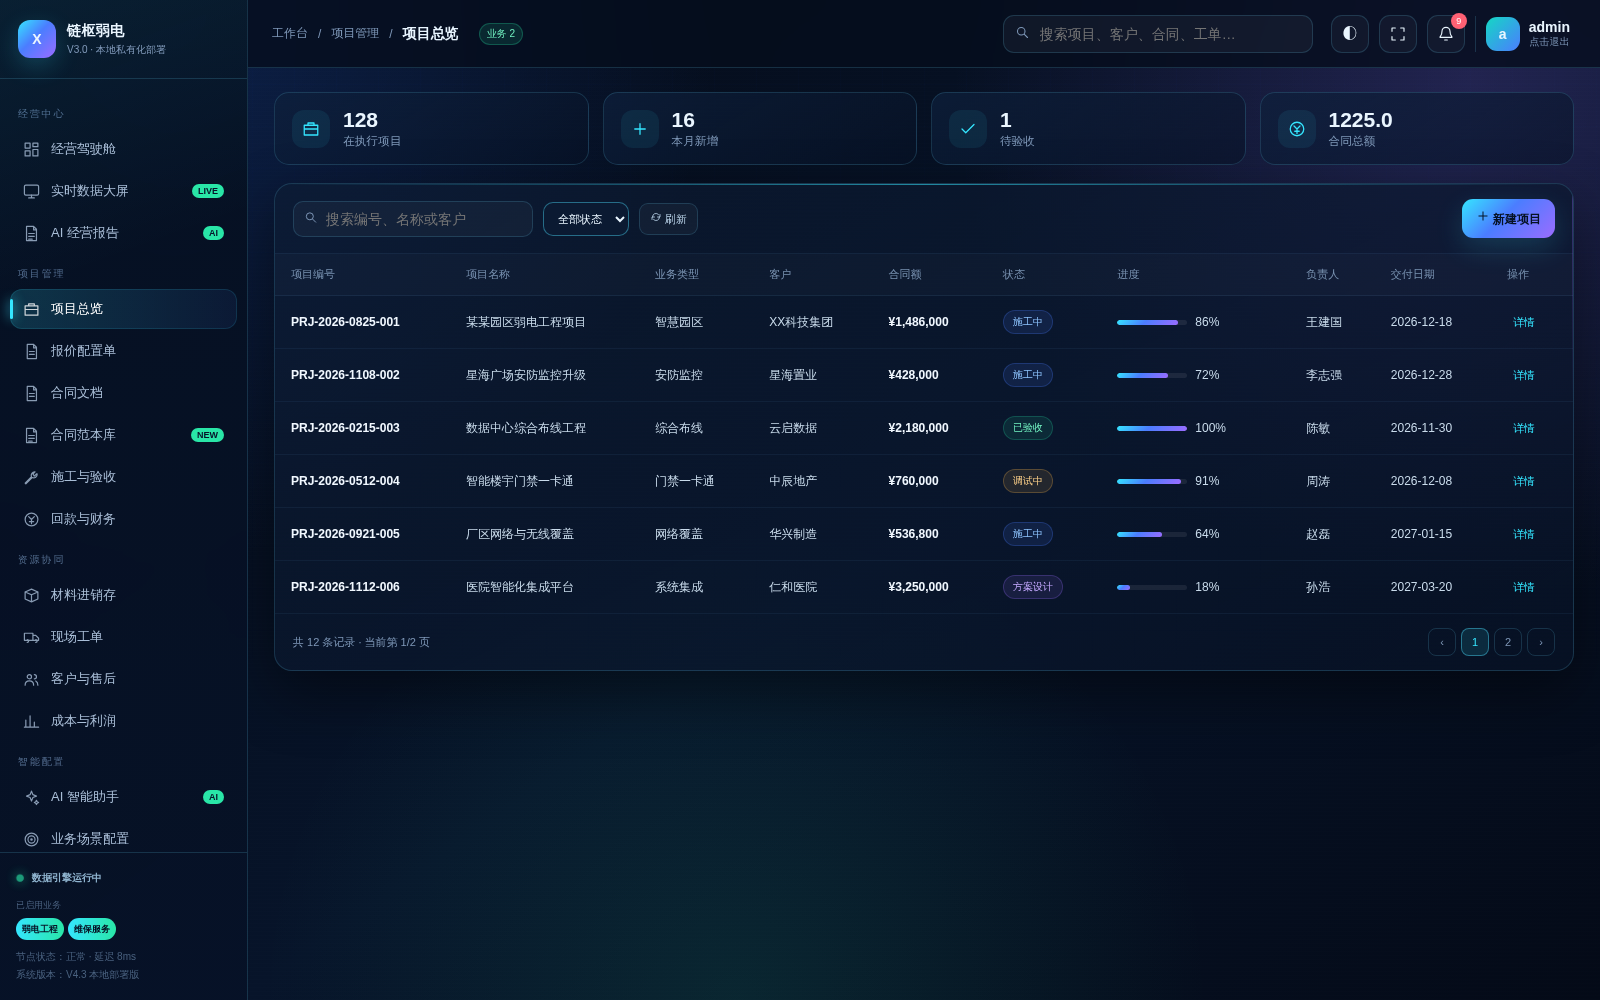 X
链枢弱电
V3.0 · 本地私有化部署
经营中心
经营驾驶舱
实时数据大屏 LIVE
AI 经营报告 AI
项目管理
项目总览
报价配置单
合同文档
合同范本库 NEW
施工与验收
回款与财务
资源协同
材料进销存
现场工单
客户与售后
成本与利润
智能配置
AI 智能助手 AI
业务场景配置
数据引擎运行中
已启用业务
弱电工程 维保服务
节点状态：正常 · 延迟 8ms
系统版本：V4.3 本地部署版
工作台 / 项目管理 / 项目总览 业务 2
搜索项目、客户、合同、工单…
9
a
admin
点击退出
128
在执行项目
16
本月新增
1
待验收
1225.0
合同总额
搜索编号、名称或客户 全部状态 刷新 新建项目
项目编号 项目名称 业务类型 客户 合同额 状态 进度 负责人 交付日期 操作
PRJ-2026-0825-001 某某园区弱电工程项目 智慧园区 XX科技集团 ¥1,486,000 施工中 86% 王建国 2026-12-18 详情
PRJ-2026-1108-002 星海广场安防监控升级 安防监控 星海置业 ¥428,000 施工中 72% 李志强 2026-12-28 详情
PRJ-2026-0215-003 数据中心综合布线工程 综合布线 云启数据 ¥2,180,000 已验收 100% 陈敏 2026-11-30 详情
PRJ-2026-0512-004 智能楼宇门禁一卡通 门禁一卡通 中辰地产 ¥760,000 调试中 91% 周涛 2026-12-08 详情
PRJ-2026-0921-005 厂区网络与无线覆盖 网络覆盖 华兴制造 ¥536,800 施工中 64% 赵磊 2027-01-15 详情
PRJ-2026-1112-006 医院智能化集成平台 系统集成 仁和医院 ¥3,250,000 方案设计 18% 孙浩 2027-03-20 详情
共 12 条记录 · 当前第 1/2 页 ‹ 1 2 ›